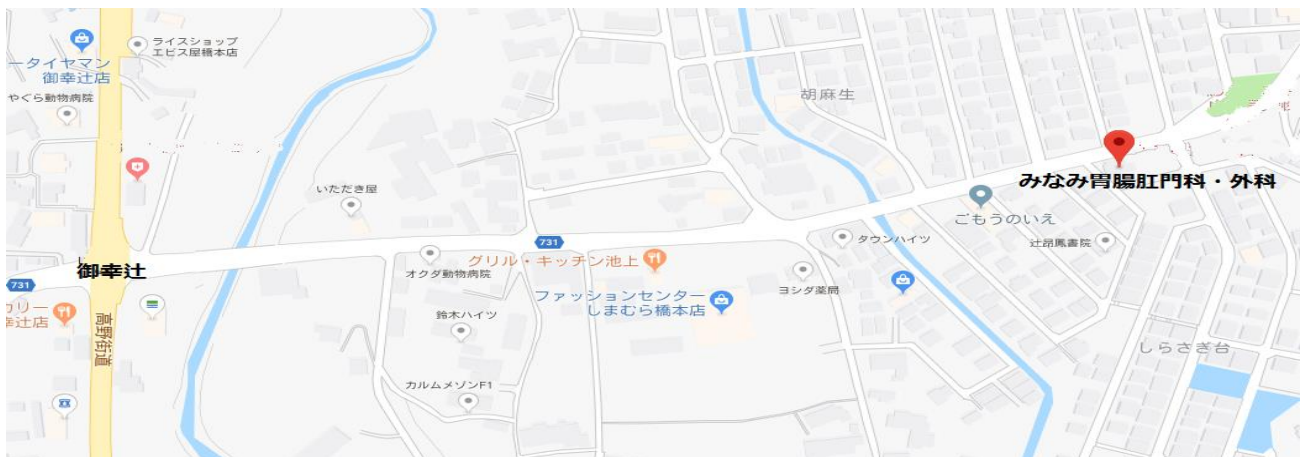 ライスショップ
エビス屋橋本店
ータイヤマン
御幸辻店
やぐら動物病院
胡麻生
いただき屋
みなみ胃腸肛門科・外科
ごもうのいえ
辻昂鳳書院
タウンハイツ
731
グリル・キッチン池上
オクダ動物病院
御幸辻
731
ヨシダ薬局
ファッションセンター
しまむら橋本店
カリー
幸辻店
高野街道
鈴木ハイツ
しらさぎ台
カルムメゾンF1